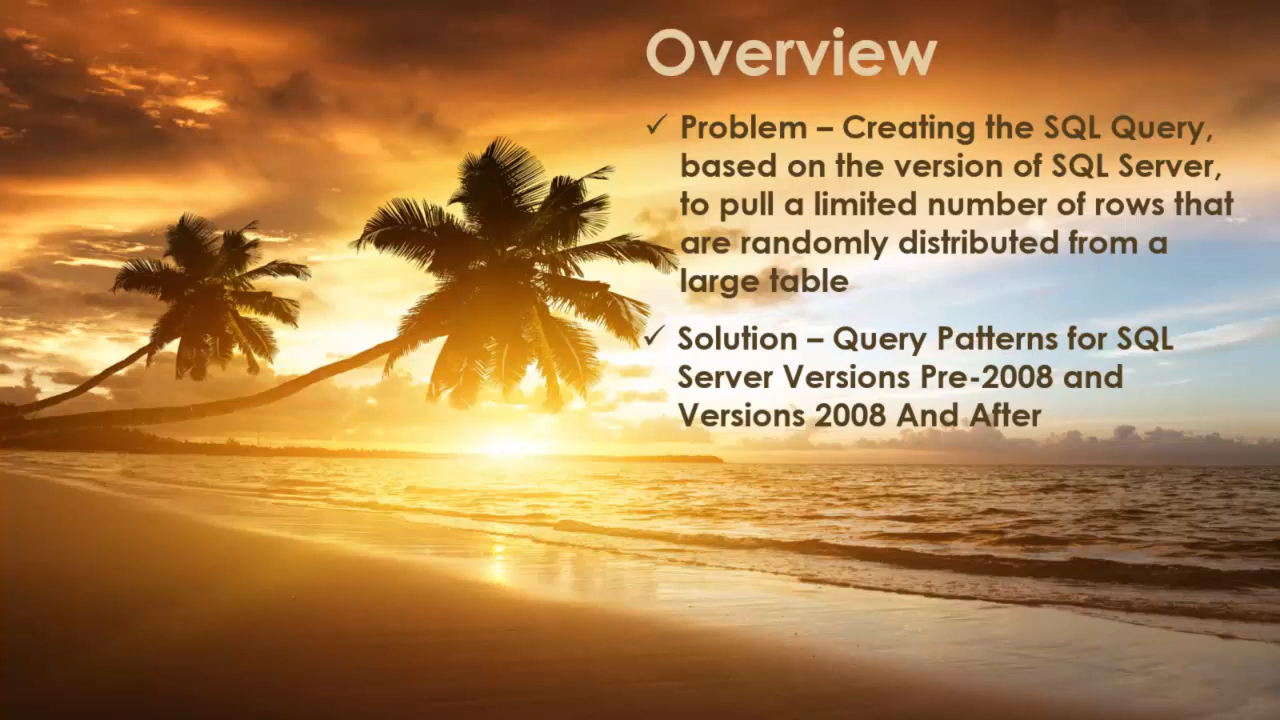 Overview
✓ Problem – Creating the SQL Query,
based on the version of SQL Server,
to pull a limited number of rows that
are randomly distributed from a
large table
✓ Solution – Query Patterns for SQL
Server Versions Pre-2008 and
Versions 2008 And After